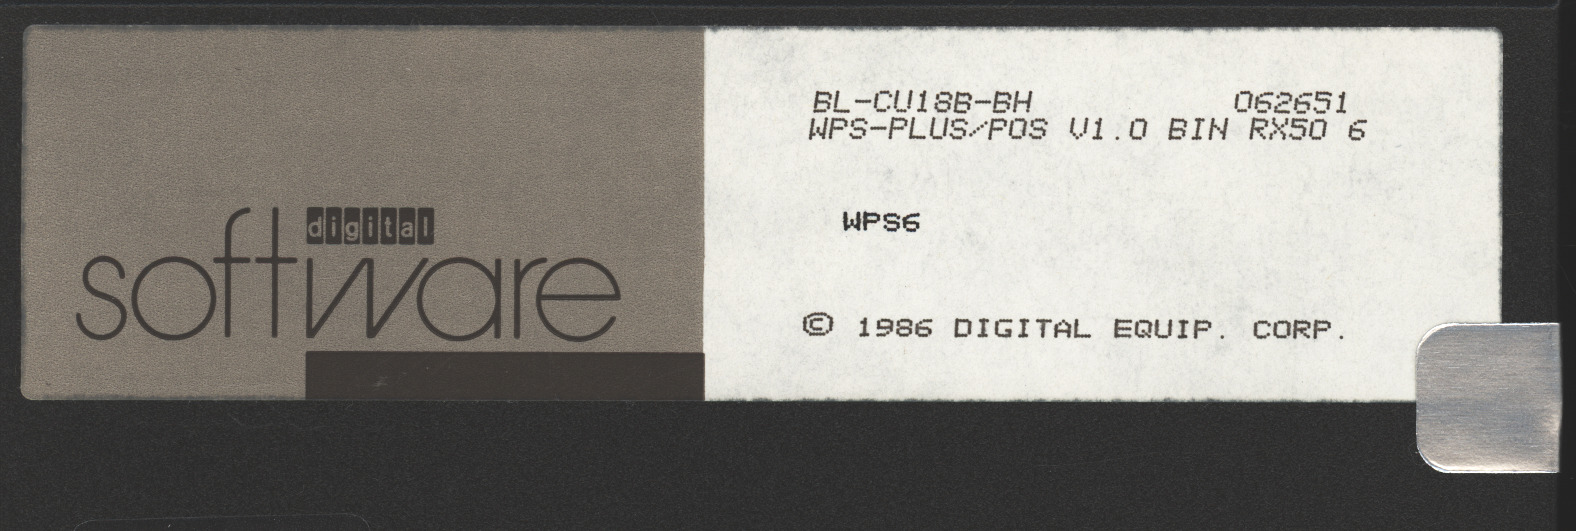 digital
software
BL-CU18B-BH 062651
WPS-PLUS/POS V1.0 BIN RX50 6
WPS6
© 1986 DIGITAL EQUIP. CORP.